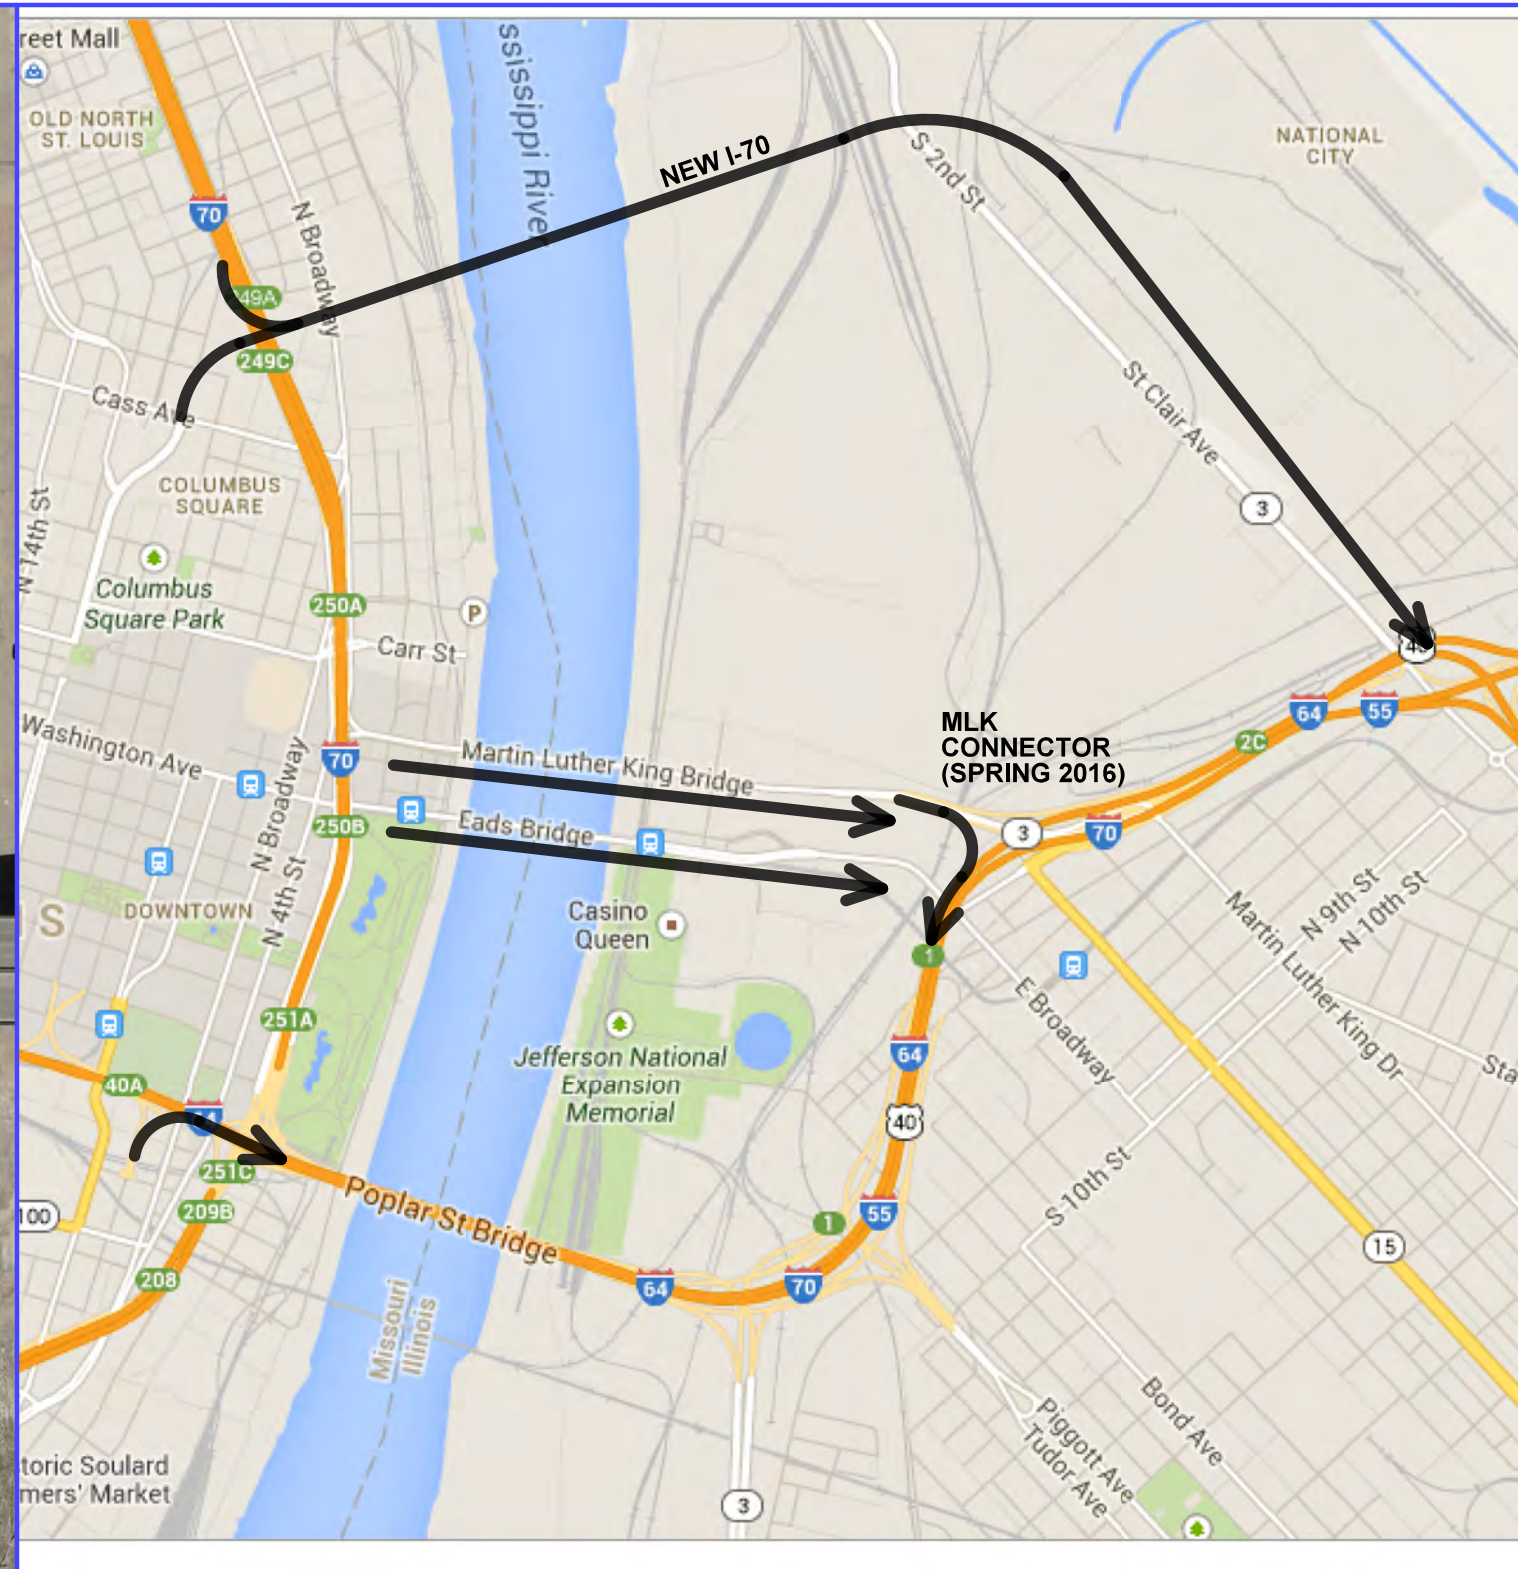 reet Mall
ssissippi River
OLD NORTH
ST. LOUIS
NATIONAL
CITY
NEW I-70
S 2nd St
70
N Broadway
249A
249C
Cass Ave
St Clair Ave
COLUMBUS
SQUARE
3
N 14th St
Columbus
Square Park
250A
P
Carr St
64
55
2C
MLK
CONNECTOR
(SPRING 2016)
Washington Ave
70
Martin Luther King Bridge
N Broadway
250B
Eads Bridge
3
70
N 4th St
DOWNTOWN
S
Casino
Queen
N 9th St
N 10th St
Martin Luther King Dr
1
E Broadway
251A
Jefferson National
Expansion
Memorial
64
Sta
40A
40
251C
S 10th St
Poplar St Bridge
209B
100
1
55
15
208
64
70
Missouri
Illinois
Bond Ave
Piggott Ave
Tudor Ave
toric Soulard
mers' Market
3